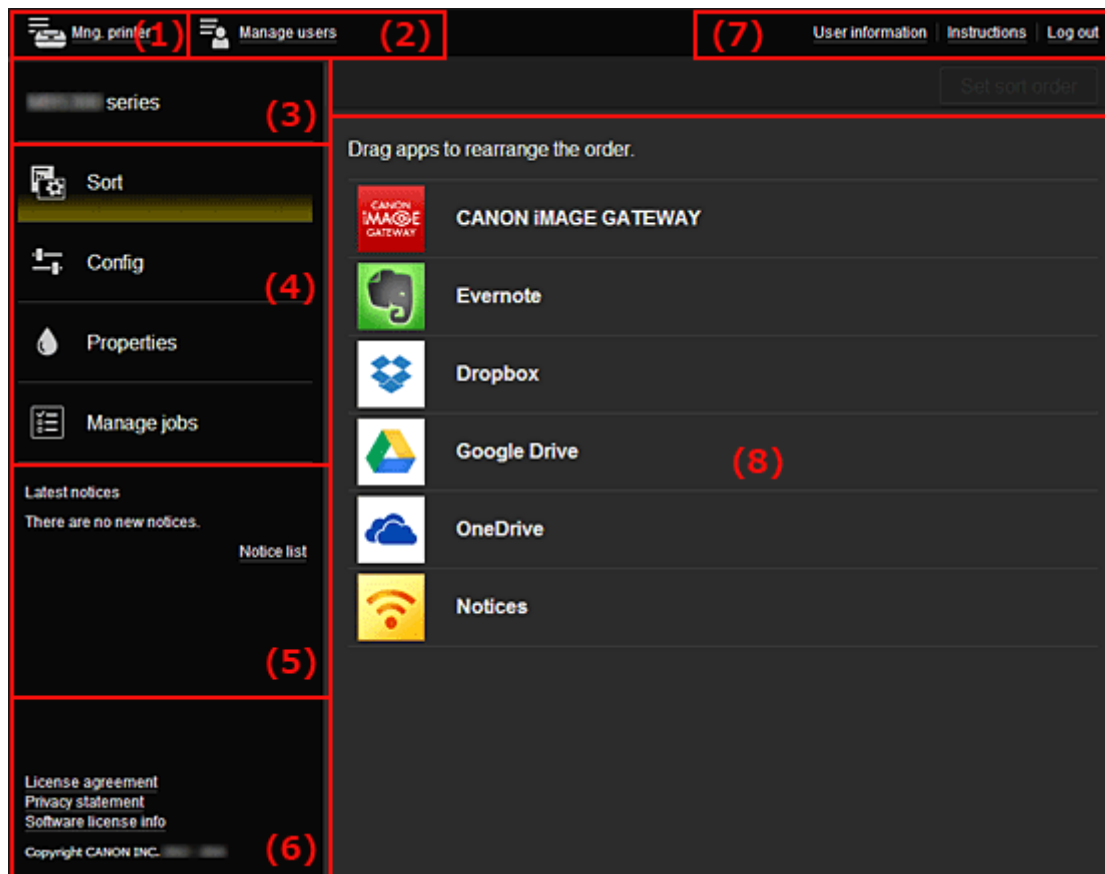 Mng. printer (1)
Manage users (2)
(7) User information Instructions Log out
series
(3)
Set sort order
Drag apps to rearrange the order.
Sort
Config
(4)
Properties
Manage jobs
Latest notices
There are no new notices.
Notice list
(5)
License agreement
Privacy statement
Software license info
Copyright CANON INC.
(6)
CANON iMAGE GATEWAY
CANON iMAGE GATEWAY
Evernote
Dropbox
Google Drive
(8)
OneDrive
Notices